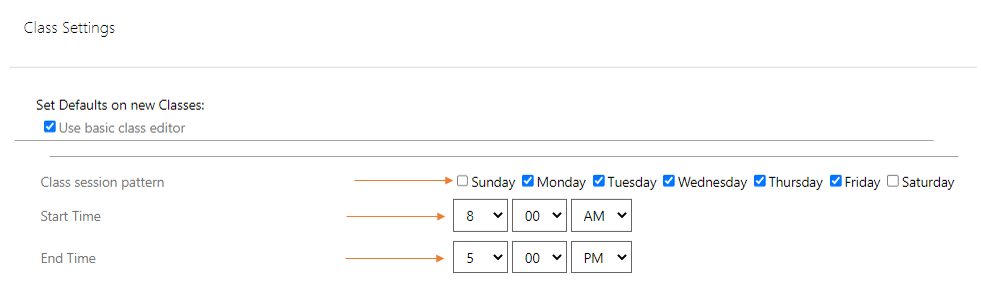 Class Settings
Set Defaults on new Classes:
Use basic class editor
Class session pattern Sunday Monday Tuesday Wednesday Thursday Friday Saturday
Start Time 8 00 AM
End Time 5 00 PM